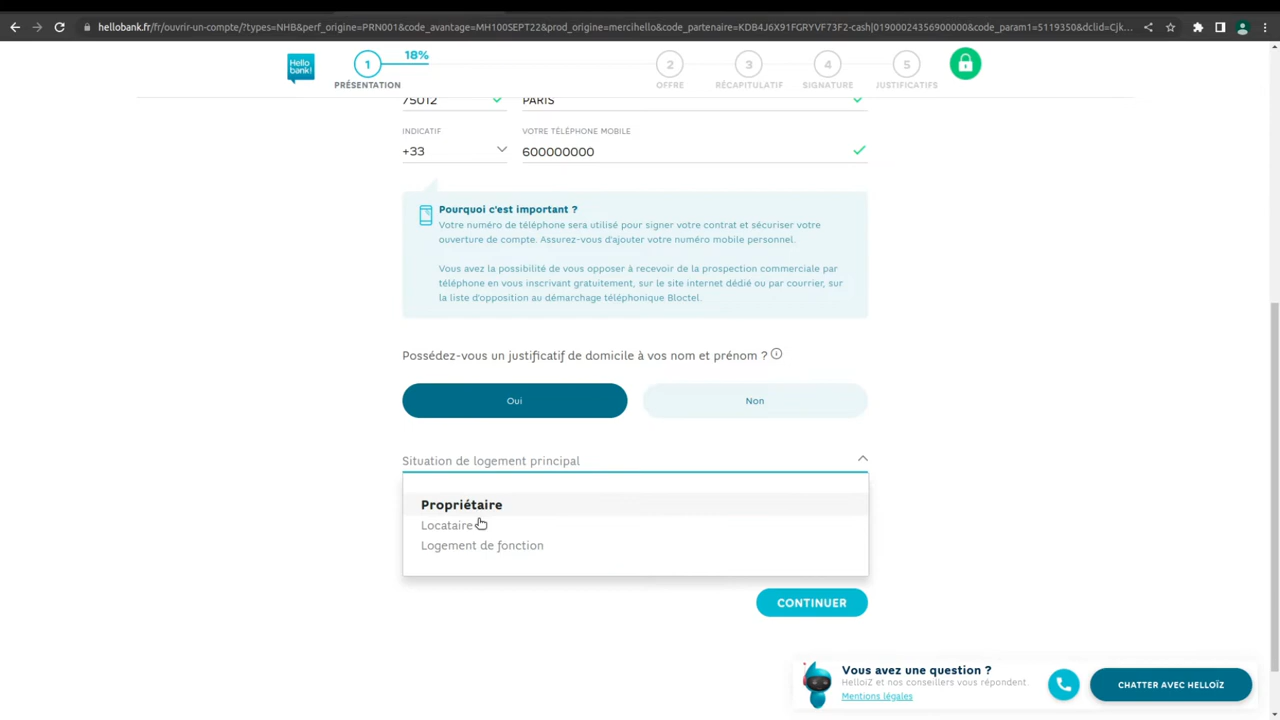 hellobank.fr/fr/ouvrir-un-compte/?types=NHB&perf_origine=PRN001&code_avantage=MH100SEPT22&prod_origine=mercihello&code_partenaire=KDB4J6X91FGRYVF73F2-cash|01900024356900000&code_param1=5119350&dclid=Cjk...
Hello
bank!
1
18%
2
3
4
5
PRÉSENTATION
OFFRE
RÉCAPITULATIF
SIGNATURE
JUSTIFICATIFS
75012
PARIS
INDICATIF
VOTRE TÉLÉPHONE MOBILE
+33
600000000
Pourquoi c'est important ?
Votre numéro de téléphone sera utilisé pour signer votre contrat et sécuriser votre
ouverture de compte. Assurez-vous d'ajouter votre numéro mobile personnel.
Vous avez la possibilité de vous opposer à recevoir de la prospection commerciale par
téléphone en vous inscrivant gratuitement, sur le site internet dédié ou par courrier, sur
la liste d'opposition au démarchage téléphonique Bloctel.
Possédez-vous un justificatif de domicile à vos nom et prénom ?
Oui
Non
Situation de logement principal
Propriétaire
Locataire
Logement de fonction
CONTINUER
Vous avez une question ?
HelloïZ et nos conseillers vous répondent.
Mentions légales
CHATTER AVEC HELLOÏZ